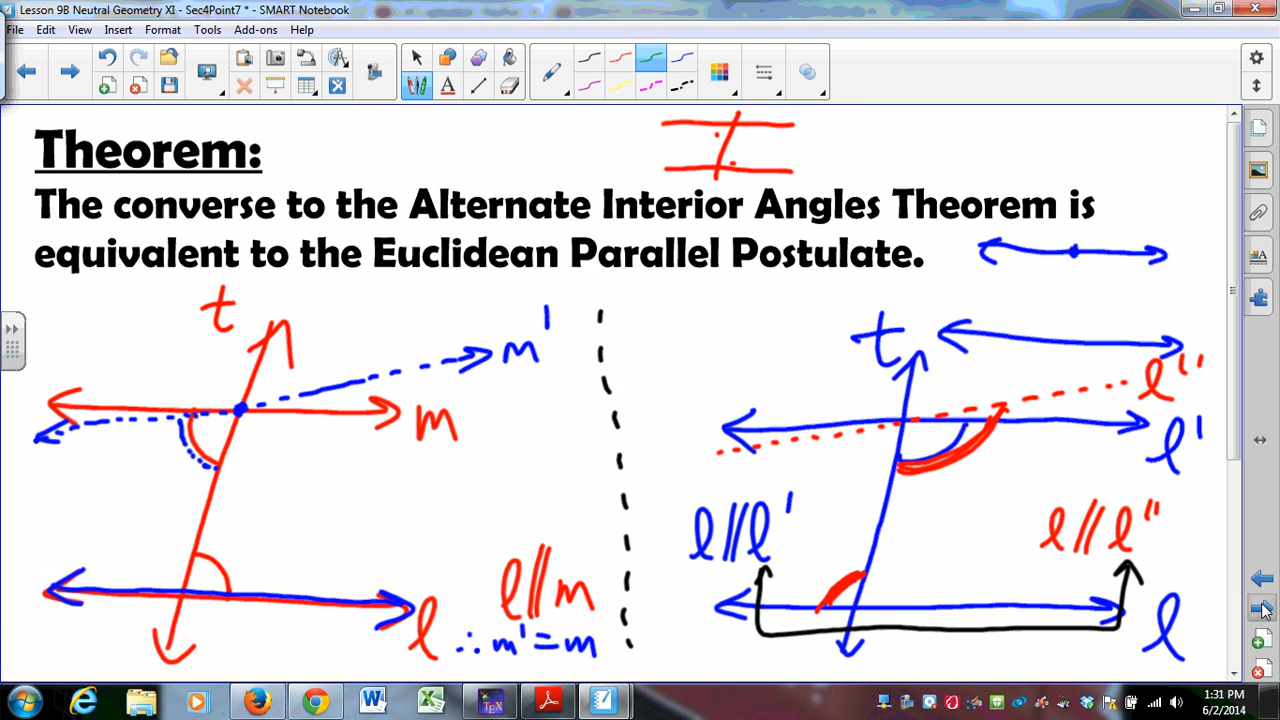 Lesson 9B Neutral Geometry XI - Sec4Point7 * - SMART Notebook
File Edit View Insert Format Tools Add-ons Help
Theorem:
The converse to the Alternate Interior Angles Theorem is
equivalent to the Euclidean Parallel Postulate.
t
m'
m
l // m
l
∴ m' = m
t
l''
l'
l // l'
l // l''
l
1:31 PM
6/2/2014